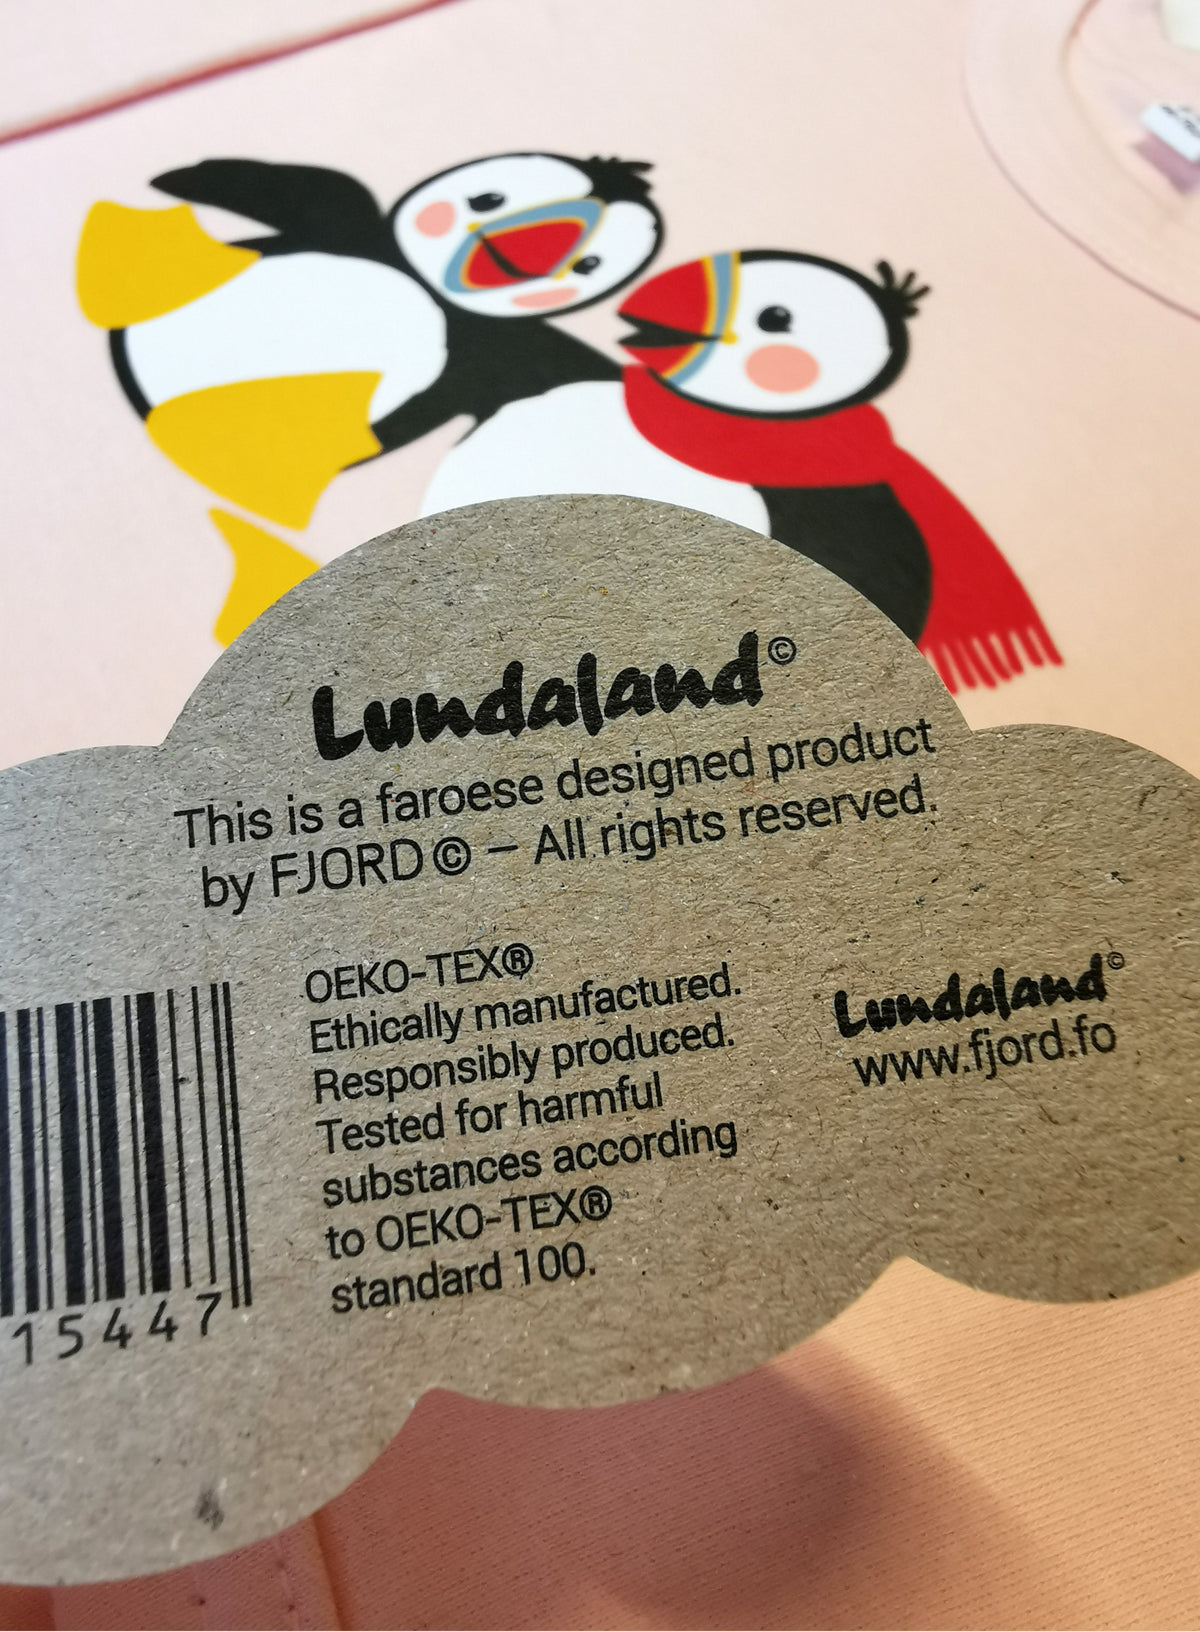 Lundaland©
This is a faroese designed product
by FJORD© – All rights reserved.
OEKO-TEX®
Ethically manufactured.
Responsibly produced.
Tested for harmful
substances according
to OEKO-TEX®
standard 100.
Lundaland©
www.fjord.fo
15447